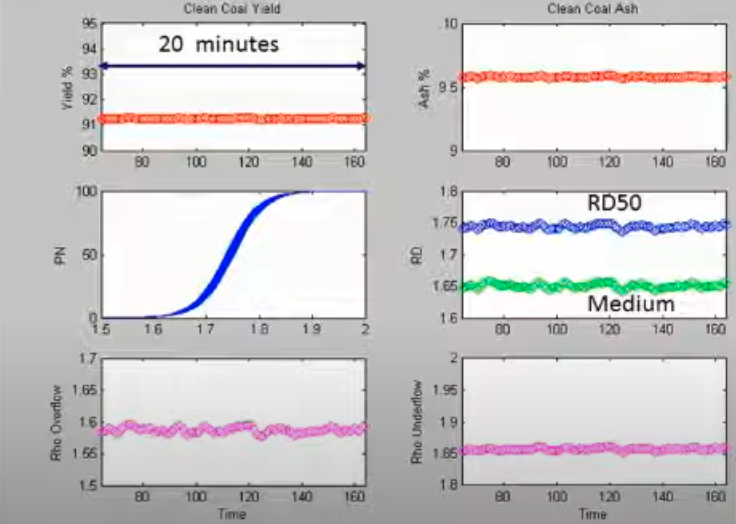 Clean Coal Yield
95
94
93
92
91
90
Yield %
20 minutes
80 100 120 140 160
Clean Coal Ash
10
9.5
9
Ash %
80 100 120 140 160
100
50
0
PN
1.5 1.6 1.7 1.8 1.9 2
1.8
1.75
1.7
1.65
1.6
RD
RD50
Medium
80 100 120 140 160
1.7
1.65
1.6
1.55
1.5
Rho Overflow
80 100 120 140 160
Time
2
1.95
1.9
1.85
1.8
Rho Underflow
80 100 120 140 160
Time